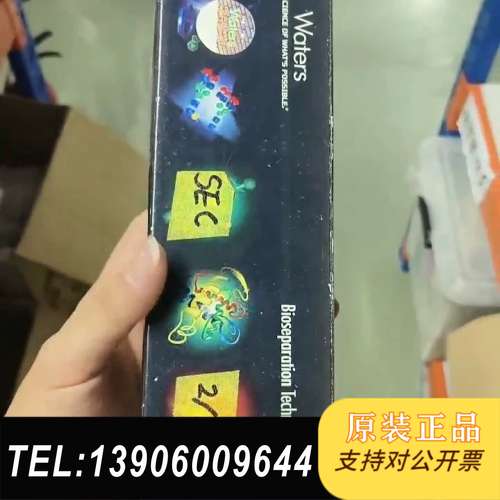 Waters
SCIENCE OF WHAT'S POSSIBLE.®
SEC
Bioseparation Tech
21
TEL:13906009644
原装正品
支持对公开票